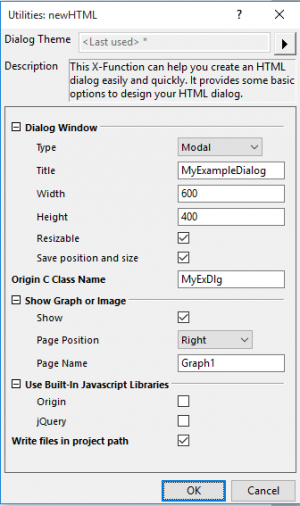 Utilities: newHTML
Dialog Theme <Last used> *
Description This X-Function can help you create an HTML
dialog easily and quickly. It provides some basic
options to design your HTML dialog.
Dialog Window
Type Modal
Title MyExampleDialog
Width 600
Height 400
Resizable
Save position and size
Origin C Class Name MyExDlg
Show Graph or Image
Show
Page Position Right
Page Name Graph1
Use Built-In Javascript Libraries
Origin
jQuery
Write files in project path
OK Cancel